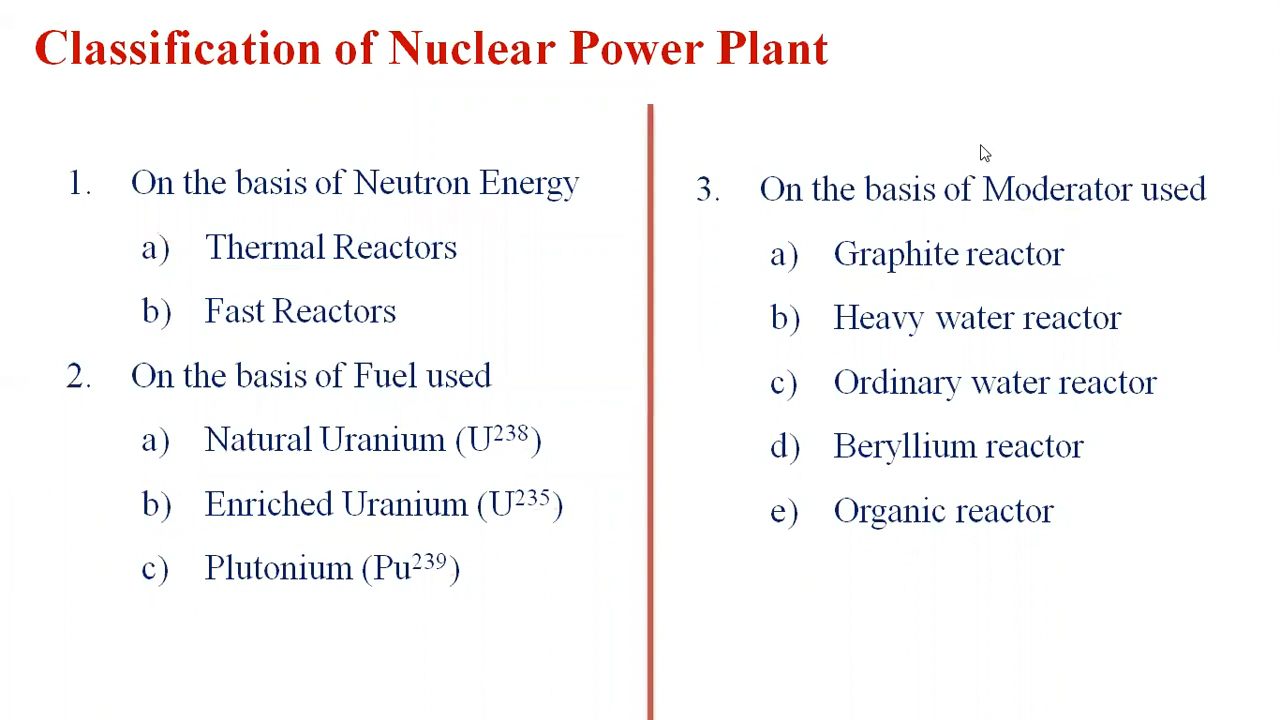 Classification of Nuclear Power Plant
1. On the basis of Neutron Energy
a) Thermal Reactors
b) Fast Reactors
2. On the basis of Fuel used
a) Natural Uranium (U²³⁸)
b) Enriched Uranium (U²³⁵)
c) Plutonium (Pu²³⁹)
3. On the basis of Moderator used
a) Graphite reactor
b) Heavy water reactor
c) Ordinary water reactor
d) Beryllium reactor
e) Organic reactor